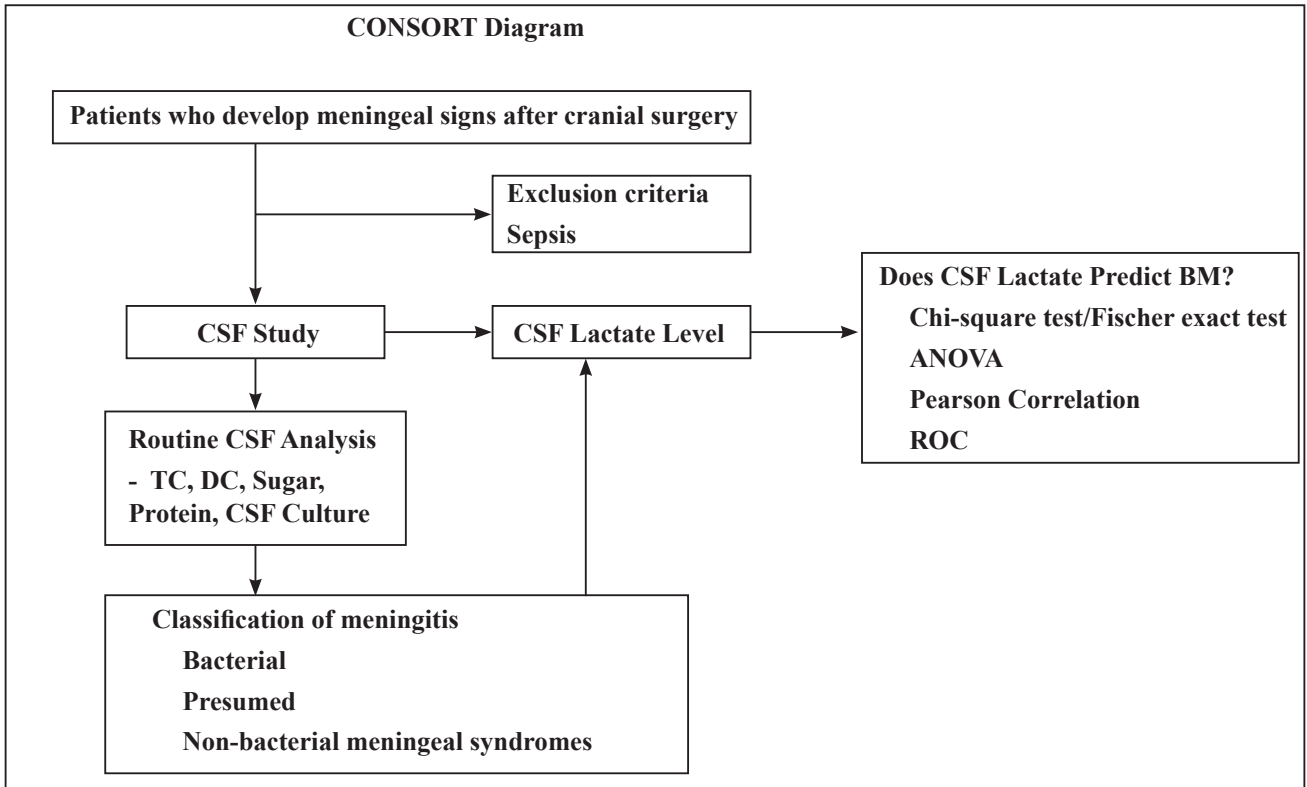 CONSORT Diagram
Patients who develop meningeal signs after cranial surgery
Exclusion criteria
Sepsis
CSF Study
CSF Lactate Level
Does CSF Lactate Predict BM?
Chi-square test/Fischer exact test
ANOVA
Pearson Correlation
ROC
Routine CSF Analysis
- TC, DC, Sugar,
Protein, CSF Culture
Classification of meningitis
Bacterial
Presumed
Non-bacterial meningeal syndromes